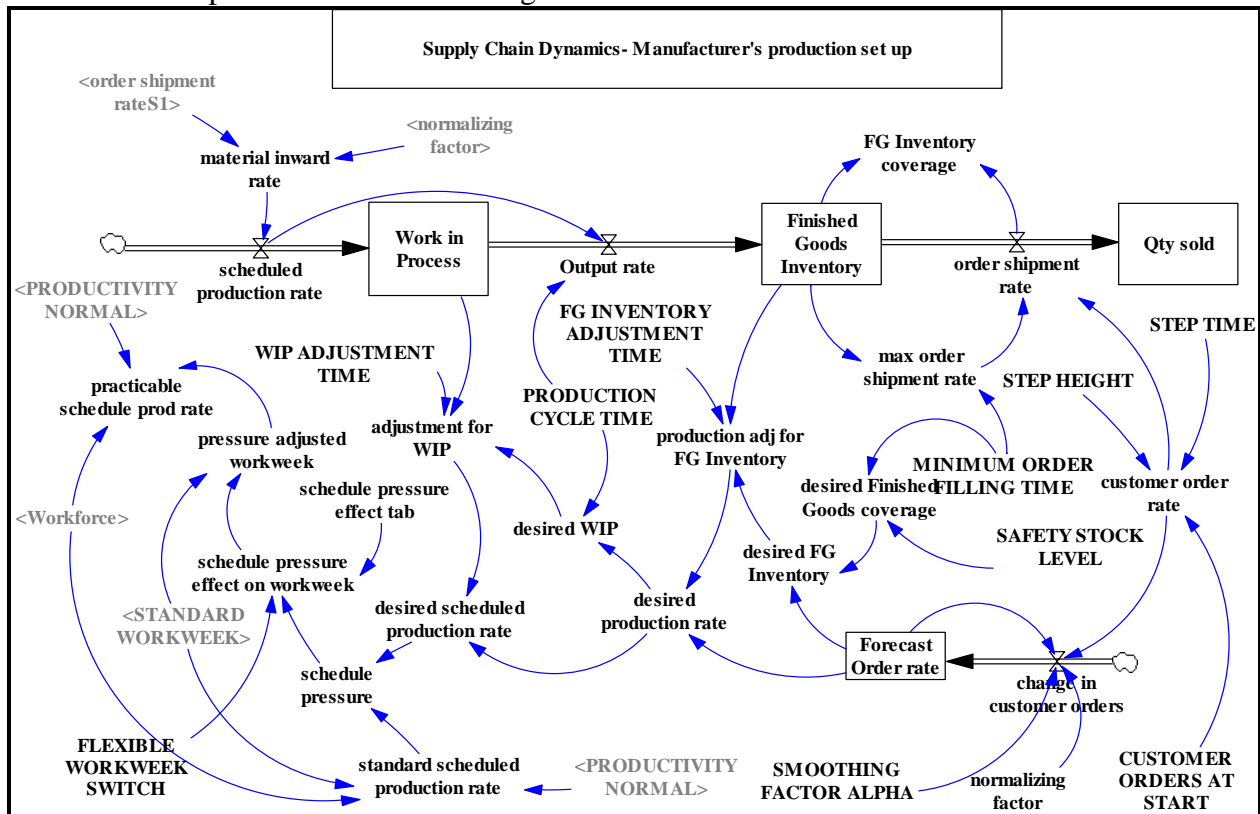 Supply Chain Dynamics- Manufacturer's production set up
<order shipment
rateS1>
<normalizing
factor>
material inward
rate
FG Inventory
coverage
Work in
Process
Finished
Goods
Inventory
Qty sold
scheduled
production rate
Output rate
order shipment
rate
<PRODUCTIVITY
NORMAL>
FG INVENTORY
ADJUSTMENT
TIME
STEP TIME
WIP ADJUSTMENT
TIME
max order
shipment rate
STEP HEIGHT
practicable
schedule prod rate
PRODUCTION
CYCLE TIME
pressure adjusted
workweek
adjustment for
WIP
production adj for
FG Inventory
MINIMUM ORDER
FILLING TIME
desired Finished
Goods coverage
customer order
rate
schedule pressure
effect tab
<Workforce>
desired WIP
SAFETY STOCK
LEVEL
schedule pressure
effect on workweek
desired FG
Inventory
<STANDARD
WORKWEEK>
desired scheduled
production rate
desired
production rate
Forecast
Order rate
schedule
pressure
change in
customer orders
FLEXIBLE
WORKWEEK
SWITCH
standard scheduled
production rate
<PRODUCTIVITY
NORMAL>
SMOOTHING
FACTOR ALPHA
normalizing
factor
CUSTOMER
ORDERS AT
START